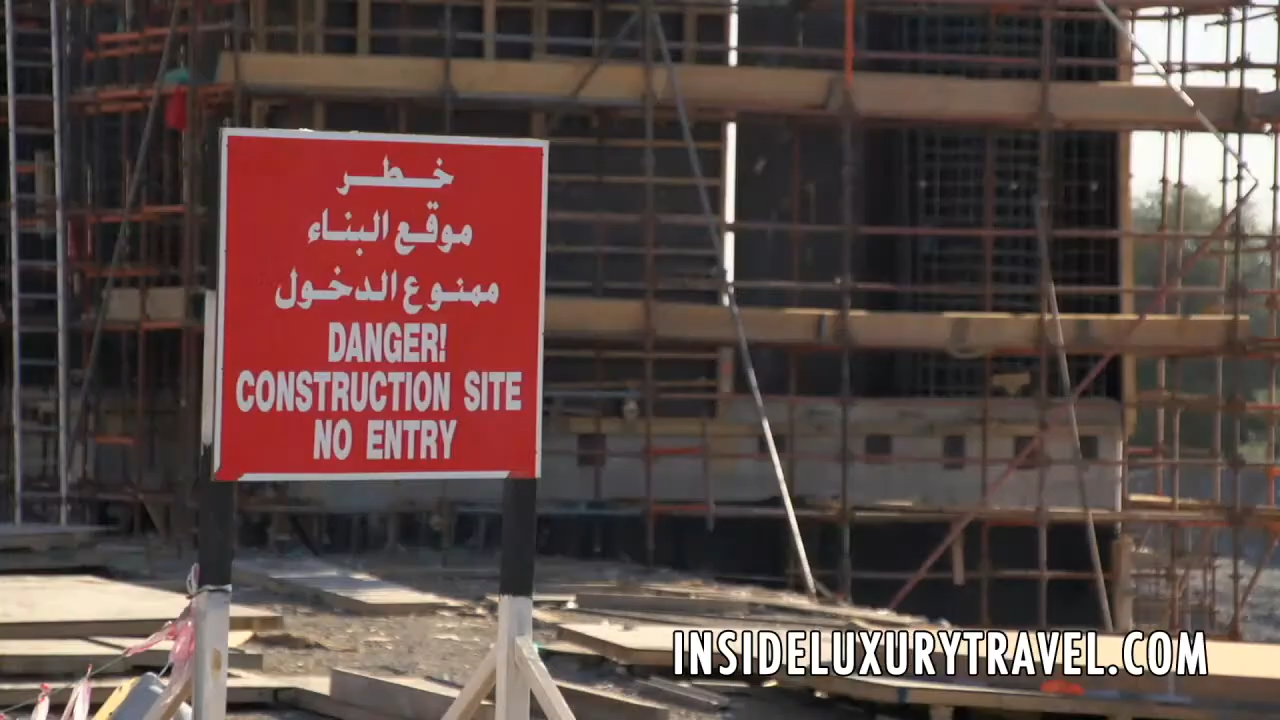 خطر
موقع البناء
ممنوع الدخول
DANGER!
CONSTRUCTION SITE
NO ENTRY
INSIDELUXURYTRAVEL.COM